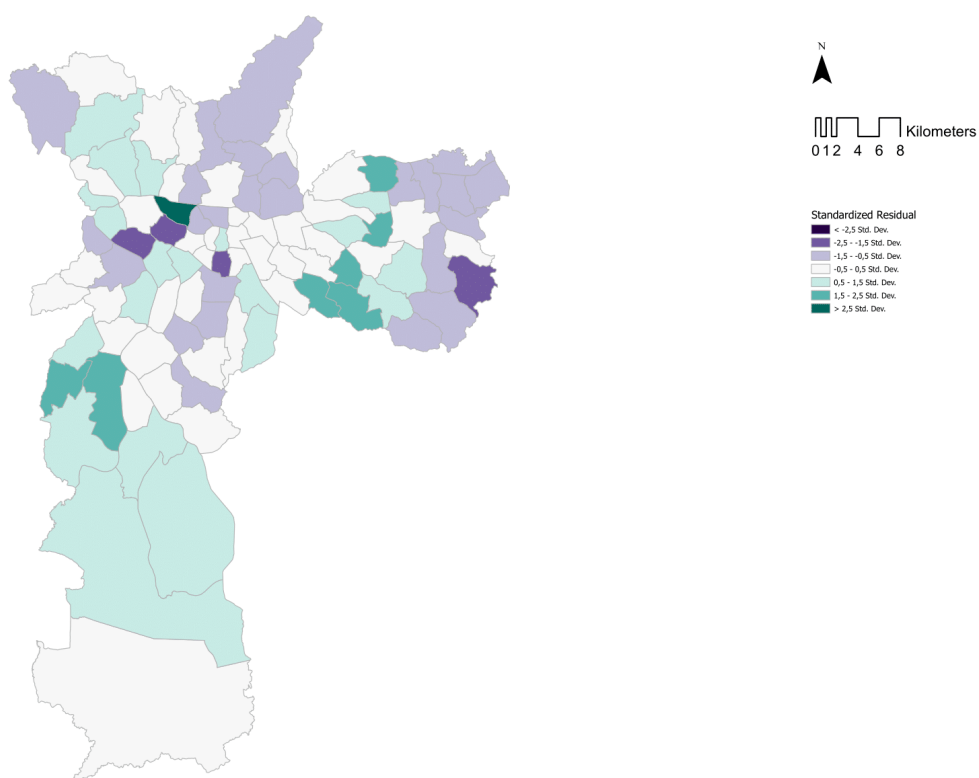 N
Kilometers
0 1 2 4 6 8
Standardized Residual
< -2,5 Std. Dev.
-2,5 - -1,5 Std. Dev.
-1,5 - -0,5 Std. Dev.
-0,5 - 0,5 Std. Dev.
0,5 - 1,5 Std. Dev.
1,5 - 2,5 Std. Dev.
> 2,5 Std. Dev.